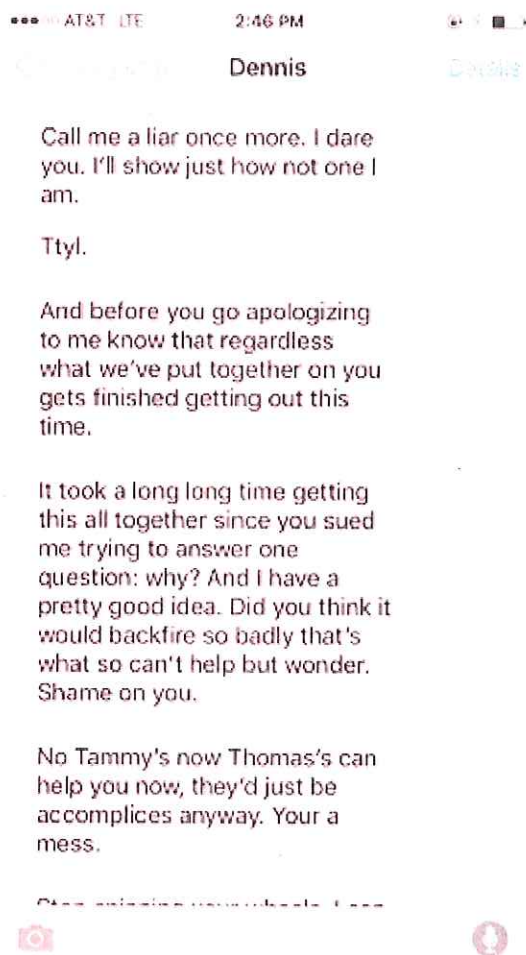 AT&T LTE 2:46 PM
Dennis Details
Call me a liar once more. I dare
you. I'll show just how not one I
am.
Ttyl.
And before you go apologizing
to me know that regardless
what we've put together on you
gets finished getting out this
time.
It took a long long time getting
this all together since you sued
me trying to answer one
question: why? And I have a
pretty good idea. Did you think it
would backfire so badly that's
what so can't help but wonder.
Shame on you.
No Tammy's now Thomas's can
help you now, they'd just be
accomplices anyway. Your a
mess.